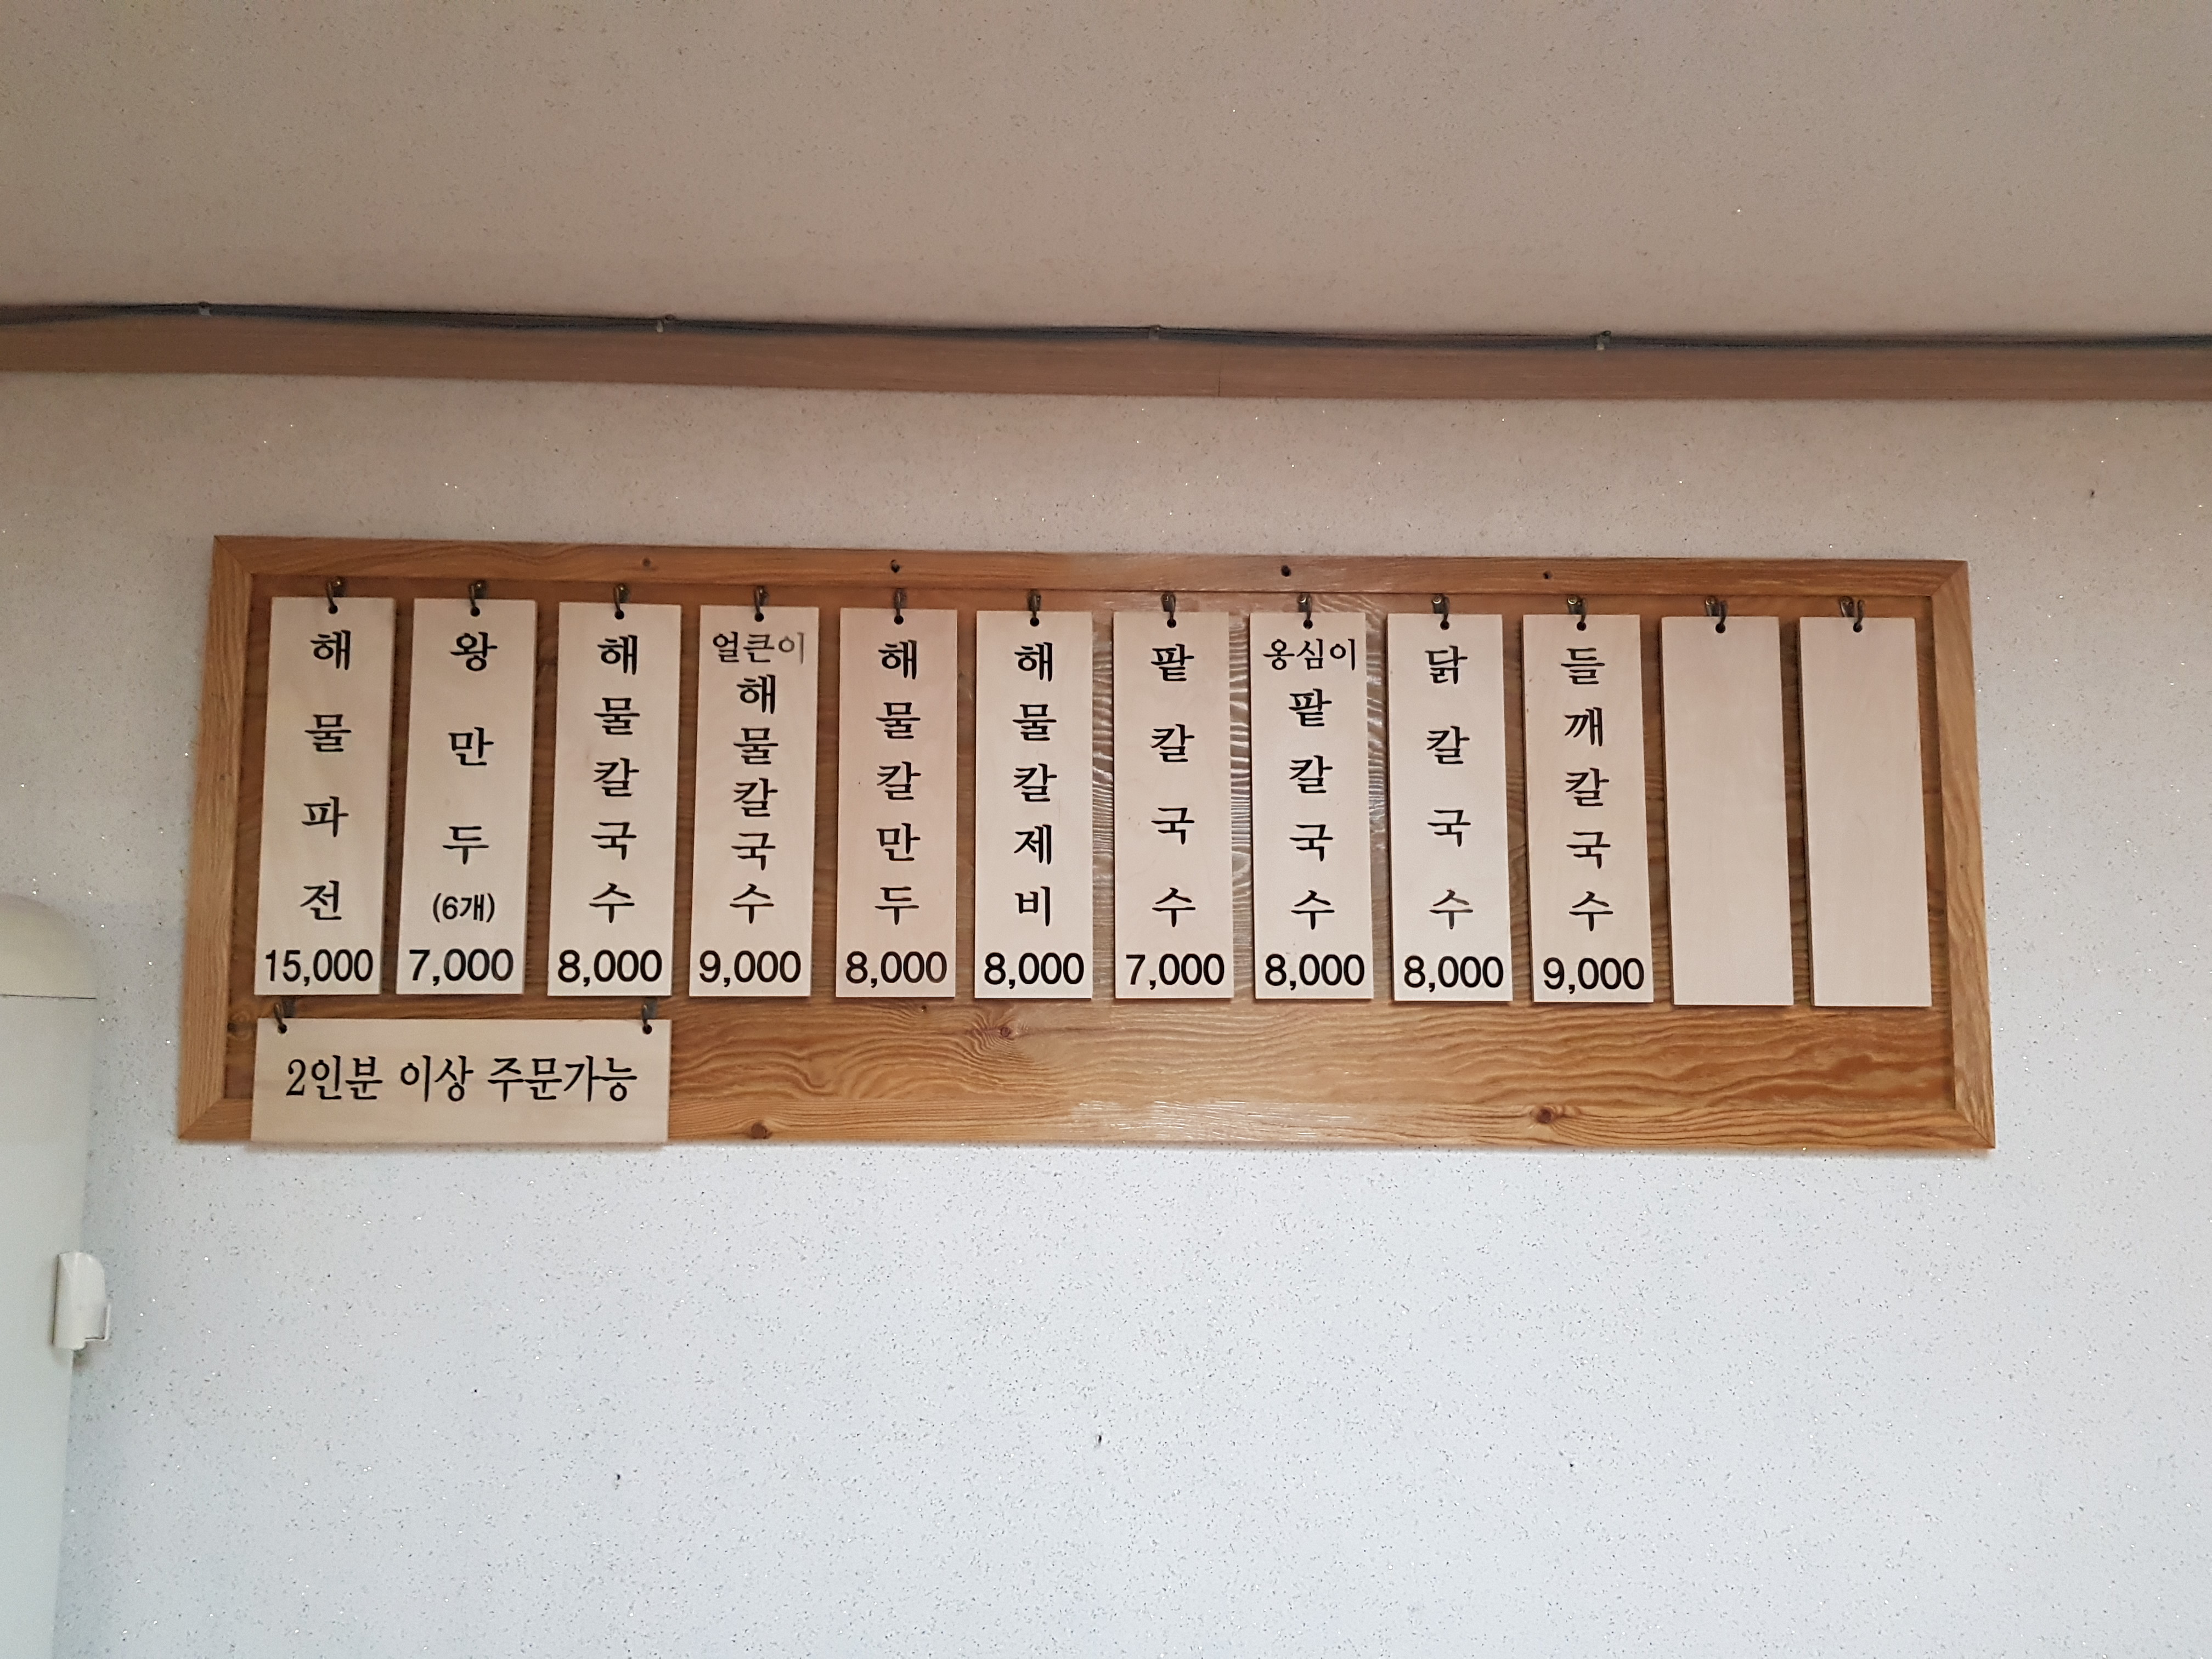 해물파전
15,000
왕만두
(6개)
7,000
해물칼국수
8,000
얼큰이
해물칼국수
9,000
해물칼만두
8,000
해물칼제비
8,000
팥칼국수
7,000
옹심이
팥칼국수
8,000
닭칼국수
8,000
들깨칼국수
9,000
2인분 이상 주문가능